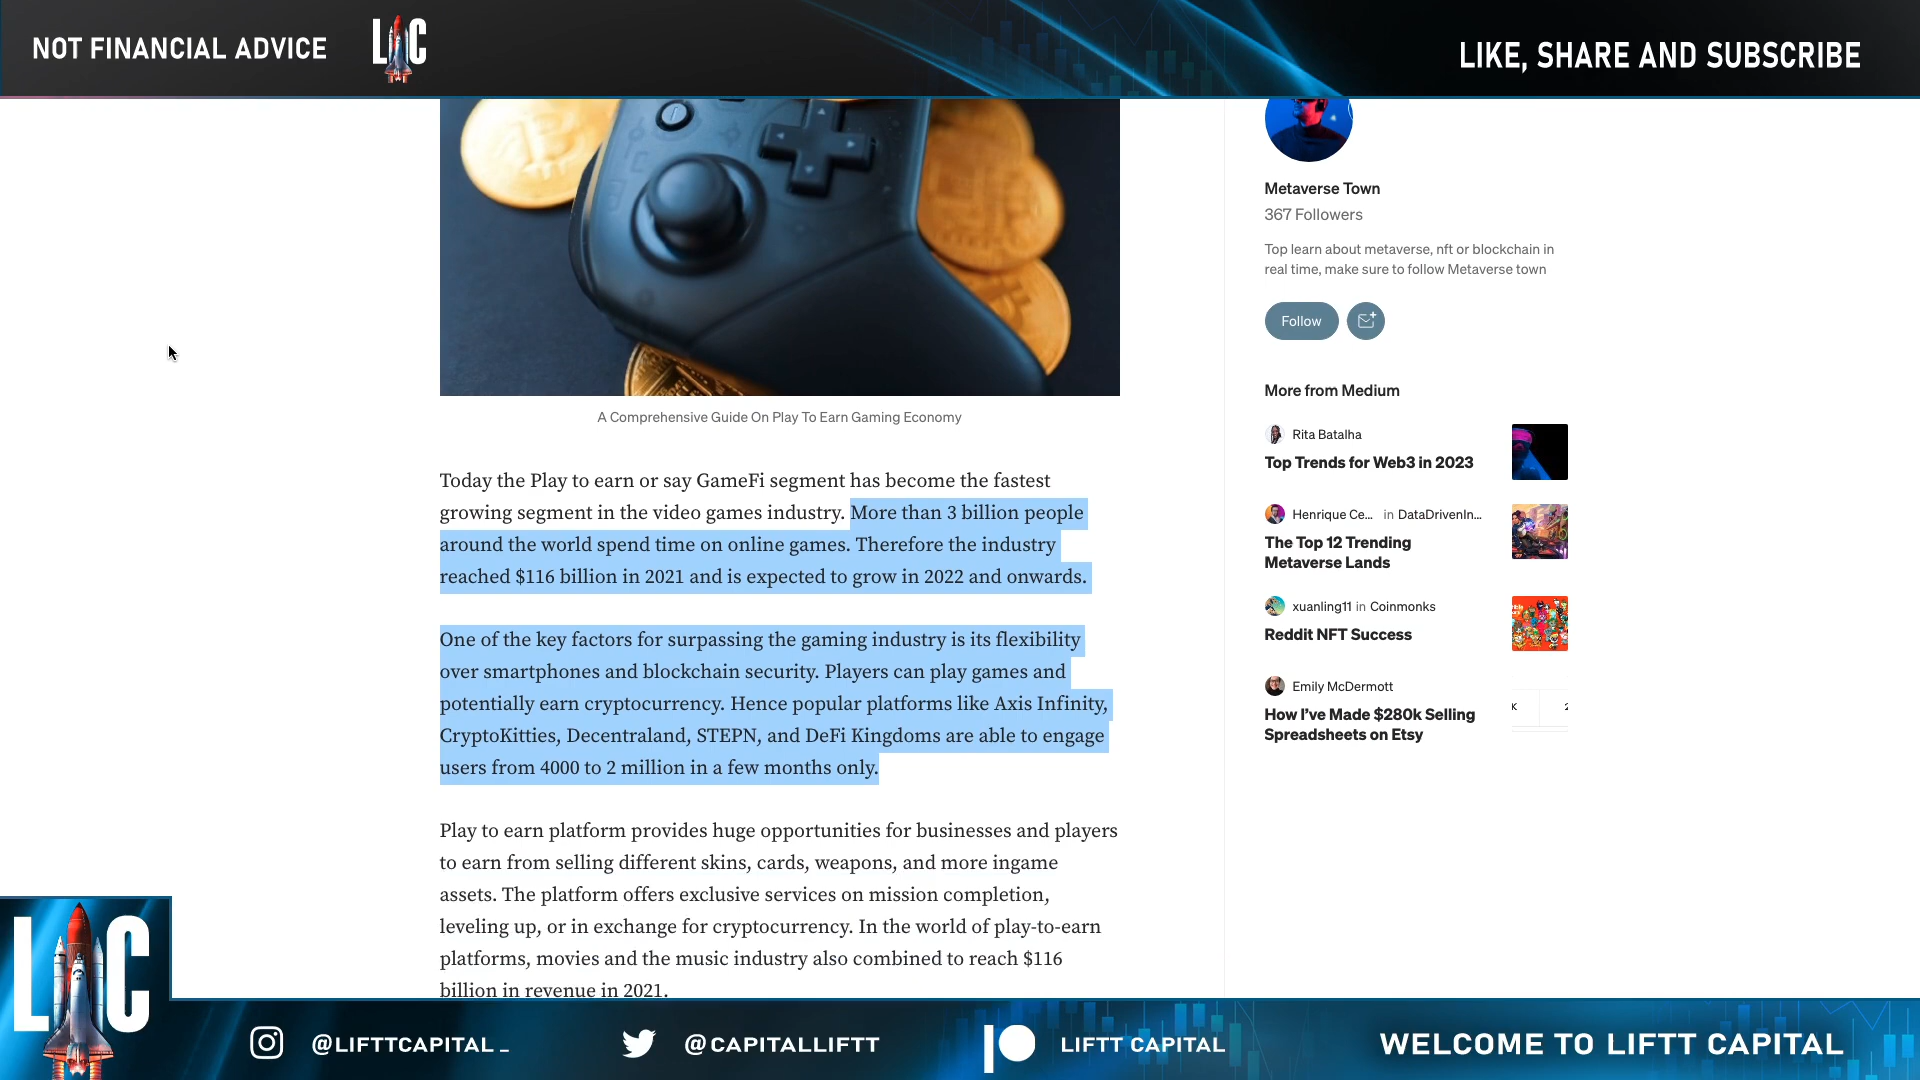 NOT FINANCIAL ADVICE
LC
LIKE, SHARE AND SUBSCRIBE
A Comprehensive Guide On Play To Earn Gaming Economy
Today the Play to earn or say GameFi segment has become the fastest
growing segment in the video games industry. More than 3 billion people
around the world spend time on online games. Therefore the industry
reached $116 billion in 2021 and is expected to grow in 2022 and onwards.
One of the key factors for surpassing the gaming industry is its flexibility
over smartphones and blockchain security. Players can play games and
potentially earn cryptocurrency. Hence popular platforms like Axis Infinity,
CryptoKitties, Decentraland, STEPN, and DeFi Kingdoms are able to engage
users from 4000 to 2 million in a few months only.
Play to earn platform provides huge opportunities for businesses and players
to earn from selling different skins, cards, weapons, and more ingame
assets. The platform offers exclusive services on mission completion,
leveling up, or in exchange for cryptocurrency. In the world of play-to-earn
platforms, movies and the music industry also combined to reach $116
billion in revenue in 2021.
Metaverse Town
367 Followers
Top learn about metaverse, nft or blockchain in
real time, make sure to follow Metaverse town
Follow
More from Medium
Rita Batalha
Top Trends for Web3 in 2023
Henrique Ce... in DataDrivenIn...
The Top 12 Trending
Metaverse Lands
xuanling11 in Coinmonks
Reddit NFT Success
Emily McDermott
How I've Made $280k Selling
Spreadsheets on Etsy
LC
@LIFTTCAPITAL_
@CAPITALLIFTT
LIFTT CAPITAL
WELCOME TO LIFTT CAPITAL